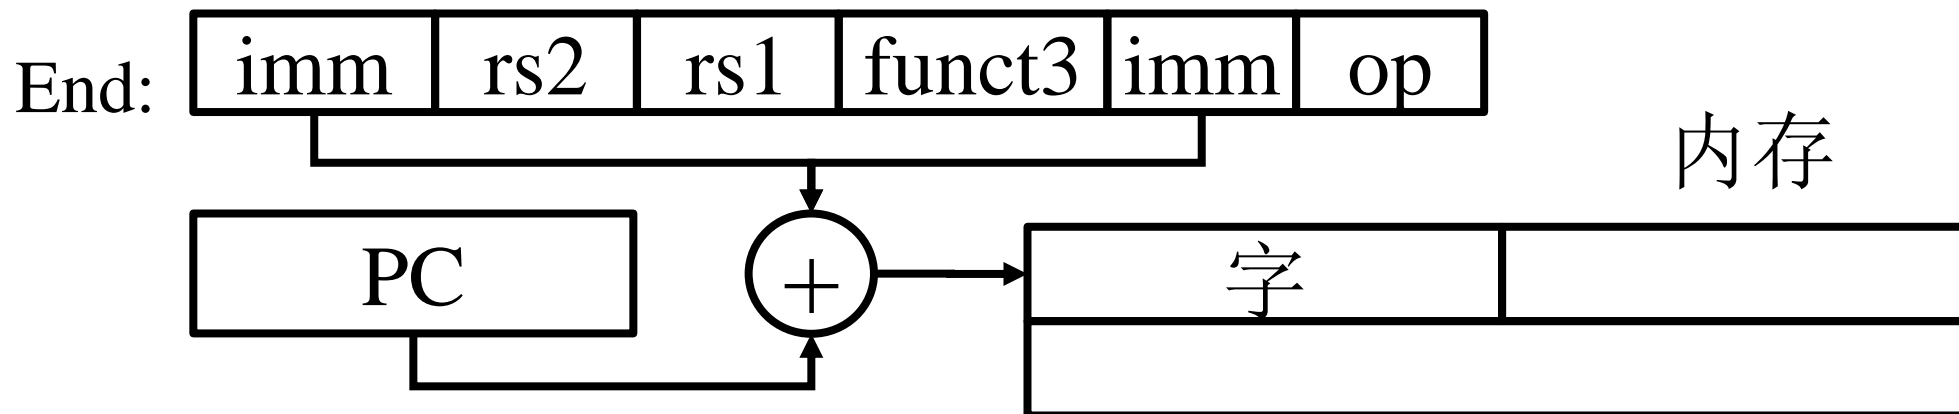 End: imm rs2 rs1 funct3 imm op
内存
PC + 字